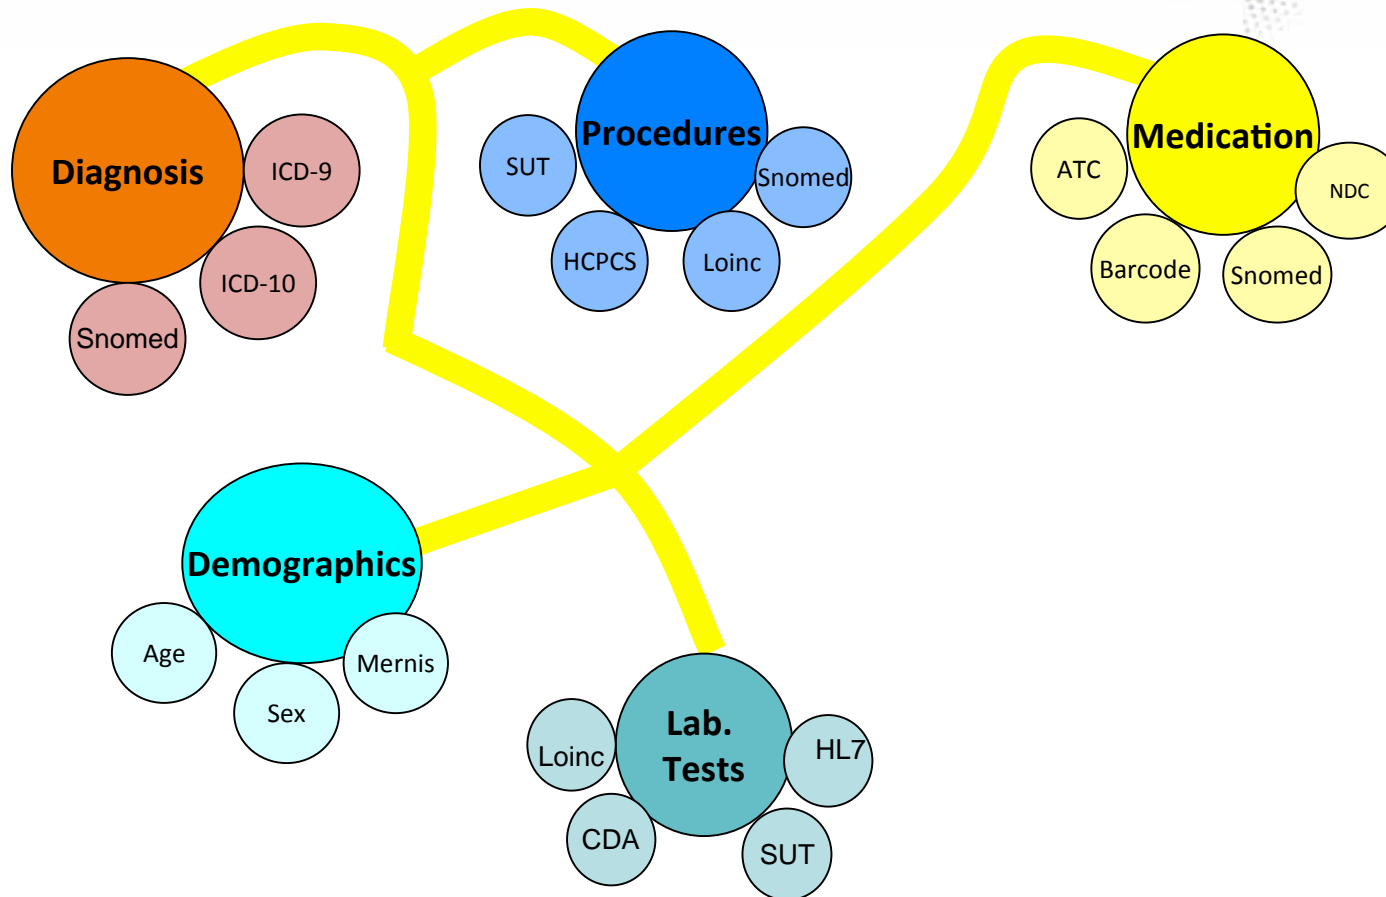 Diagnosis
ICD-9
ICD-10
Snomed
Procedures
SUT
HCPCS
Loinc
Snomed
Medication
ATC
Barcode
Snomed
NDC
Demographics
Age
Sex
Mernis
Lab.
Tests
Loinc
CDA
SUT
HL7